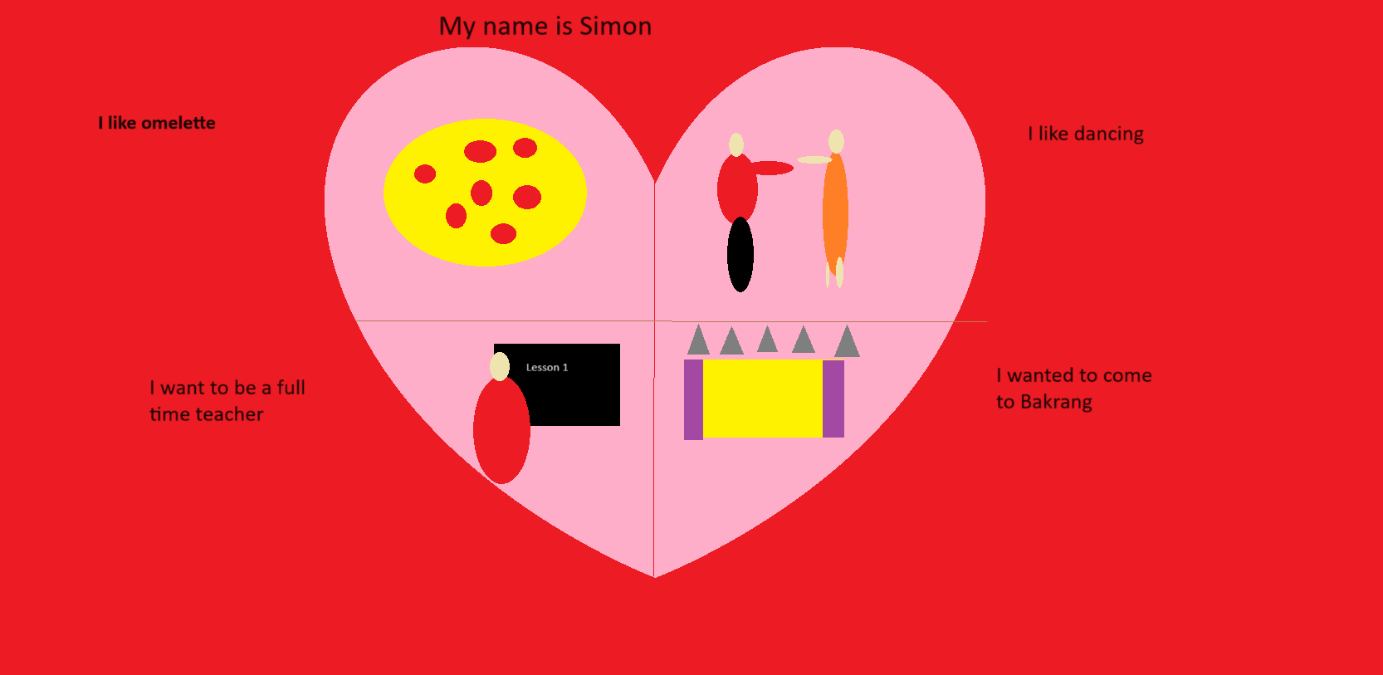 My name is Simon
I like omelette
I like dancing
Lesson 1
I want to be a full
time teacher
I wanted to come
to Bakrang